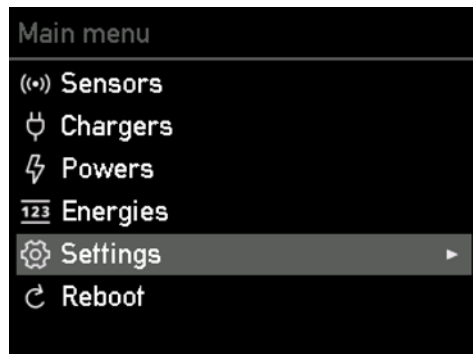 Main menu
Sensors
Chargers
Powers
123 Energies
Settings
Reboot